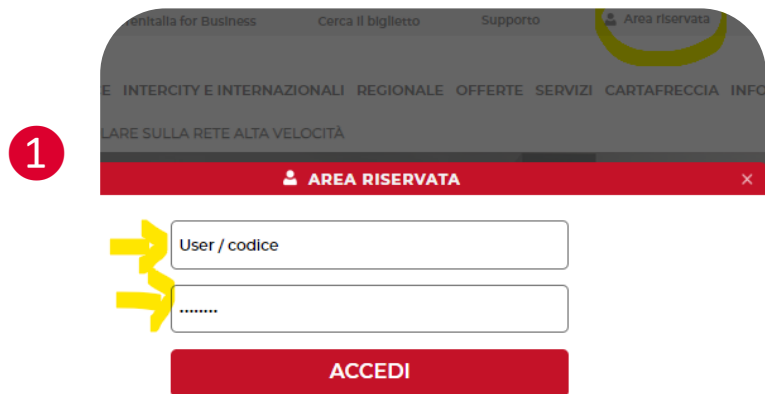 Trenitalia for Business Cerca il biglietto Supporto Area riservata
E INTERCITY E INTERNAZIONALI REGIONALE OFFERTE SERVIZI CARTAFRECCIA INFO
LARE SULLA RETE ALTA VELOCITÀ
1
AREA RISERVATA ×
User / codice
........
ACCEDI